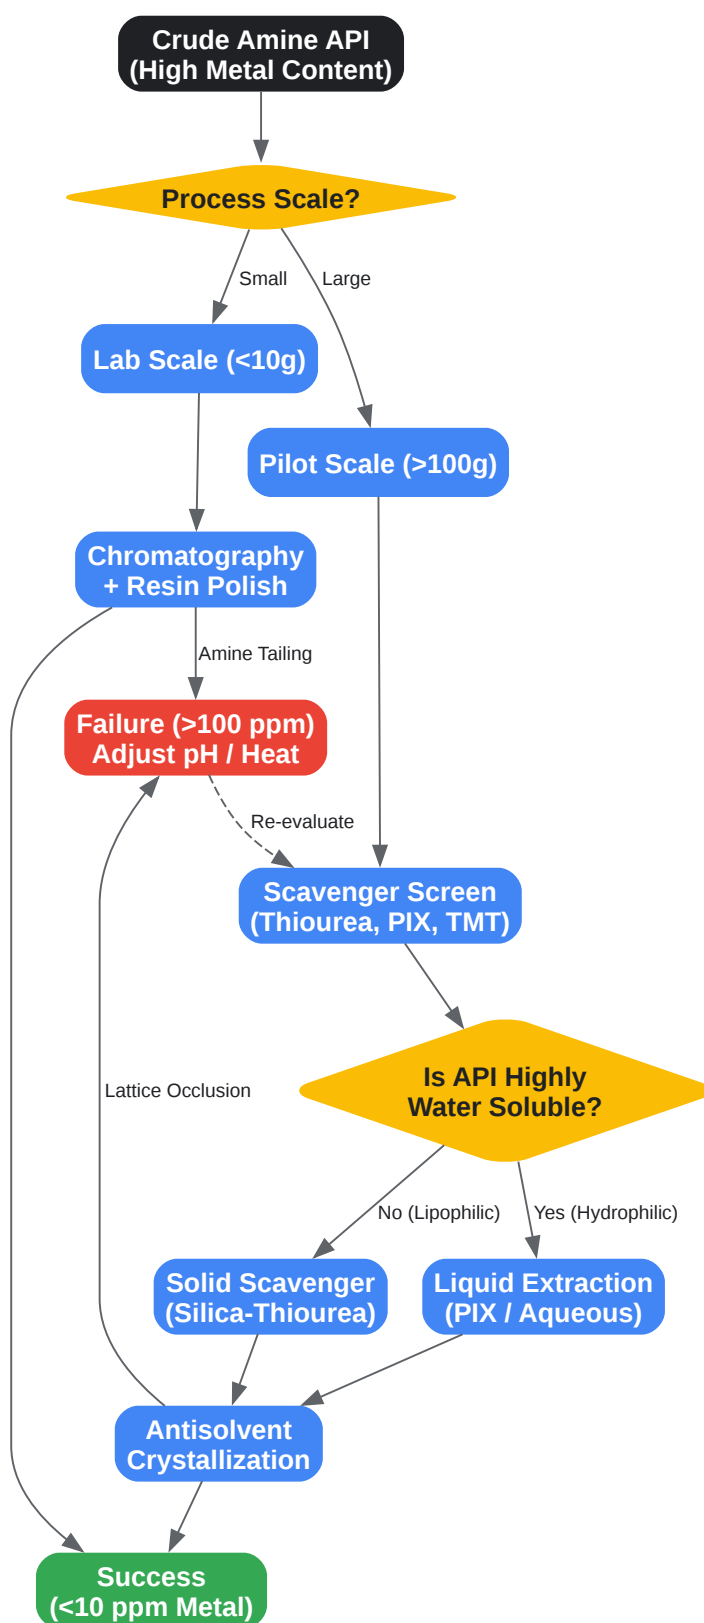 Crude Amine API
(High Metal Content)
Process Scale?
Small
Large
Lab Scale (<10g)
Pilot Scale (>100g)
Chromatography
+ Resin Polish
Amine Tailing
Failure (>100 ppm)
Adjust pH / Heat
Re-evaluate
Scavenger Screen
(Thiourea, PIX, TMT)
Is API Highly
Water Soluble?
Lattice Occlusion
No (Lipophilic)
Yes (Hydrophilic)
Solid Scavenger
(Silica-Thiourea)
Liquid Extraction
(PIX / Aqueous)
Antisolvent
Crystallization
Success
(<10 ppm Metal)